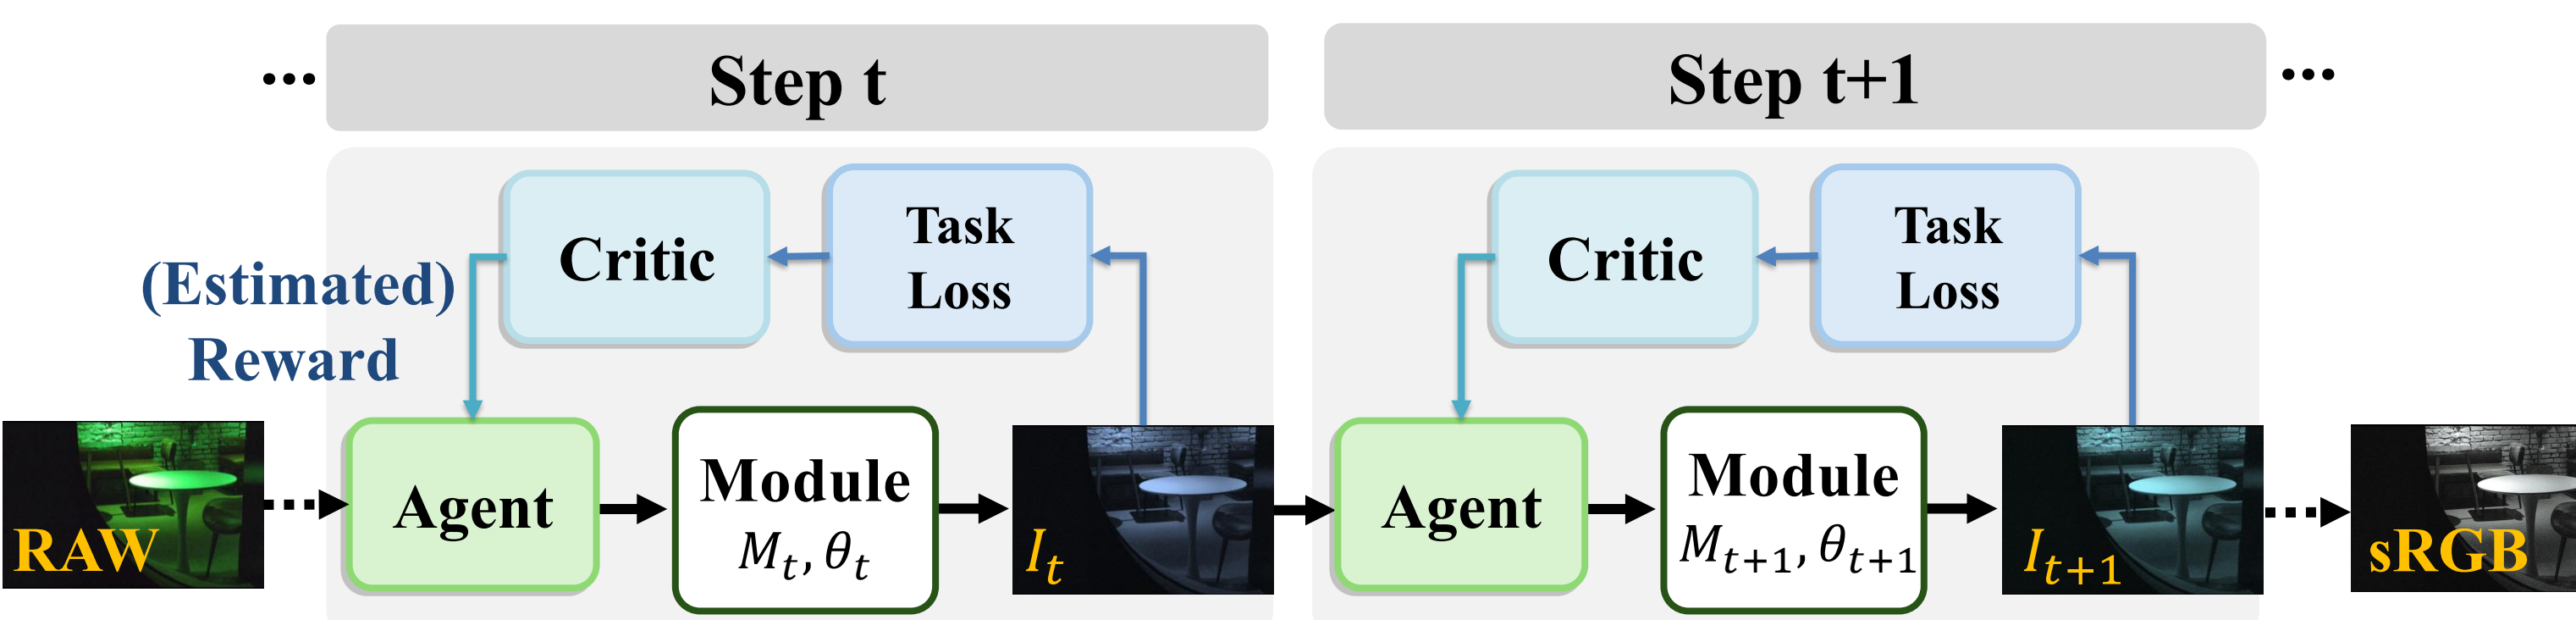 ... Step t Step t+1 ...
Critic Task Loss Critic Task Loss
(Estimated)
Reward
RAW Agent Module Agent Module sRGB
M_t, θ_t I_t M_{t+1}, θ_{t+1} I_{t+1}